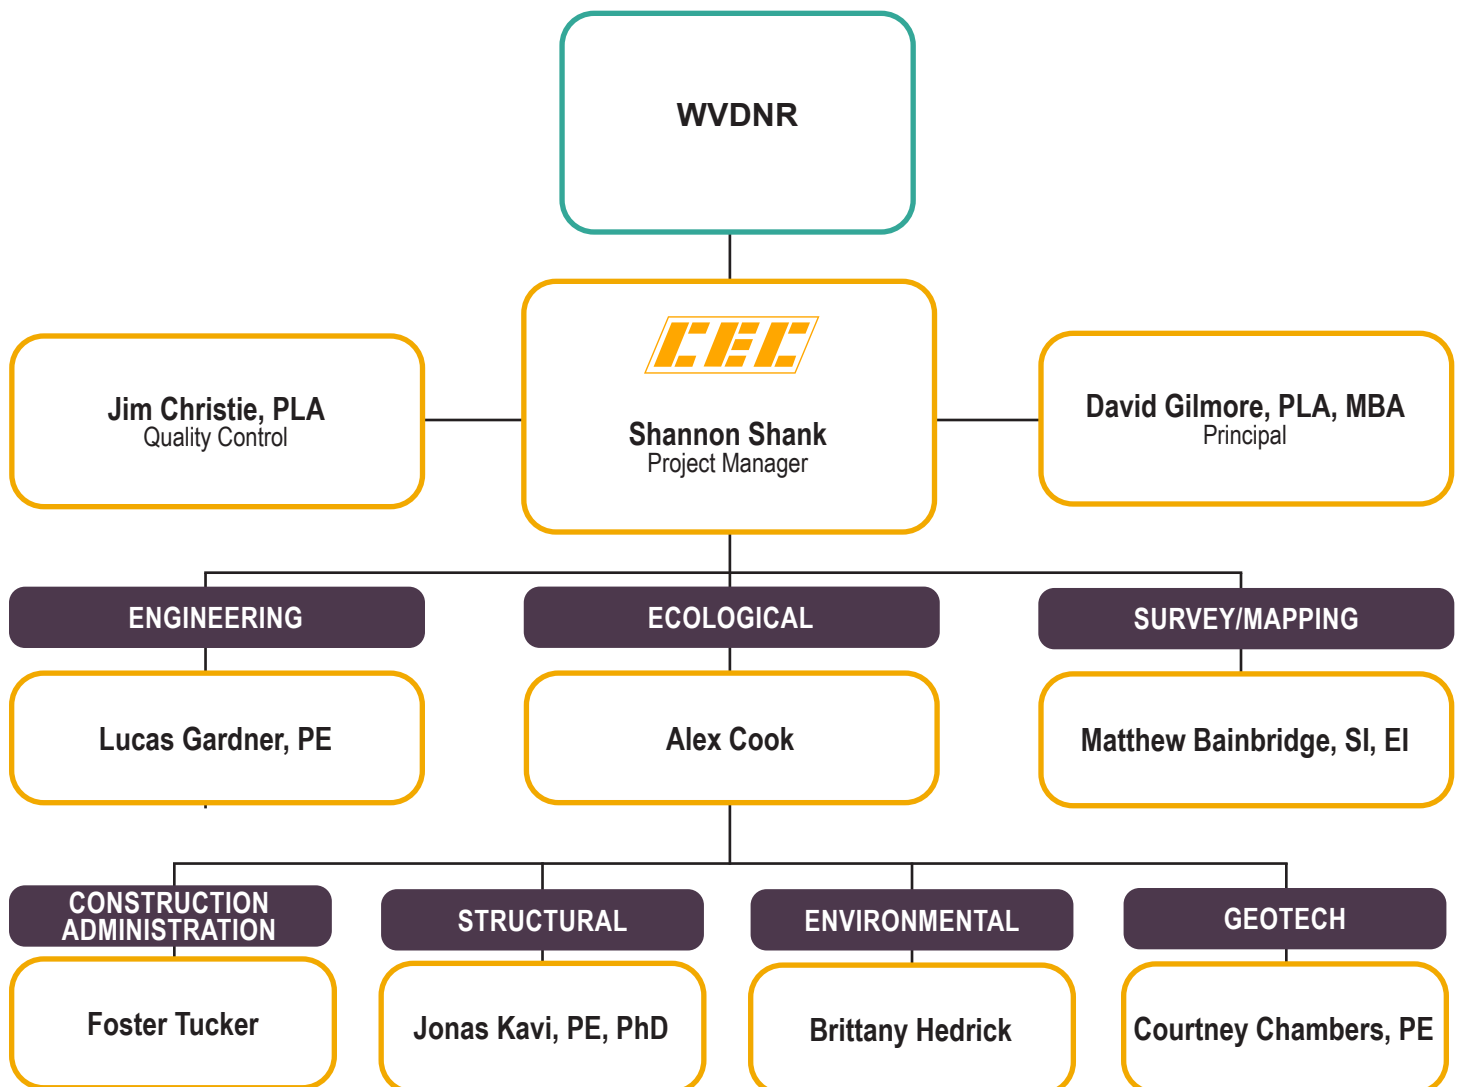 WVDNR
CEC
Jim Christie, PLA
Quality Control
Shannon Shank
Project Manager
David Gilmore, PLA, MBA
Principal
ENGINEERING
ECOLOGICAL
SURVEY/MAPPING
Lucas Gardner, PE
Alex Cook
Matthew Bainbridge, SI, EI
CONSTRUCTION
ADMINISTRATION
STRUCTURAL
ENVIRONMENTAL
GEOTECH
Foster Tucker
Jonas Kavi, PE, PhD
Brittany Hedrick
Courtney Chambers, PE